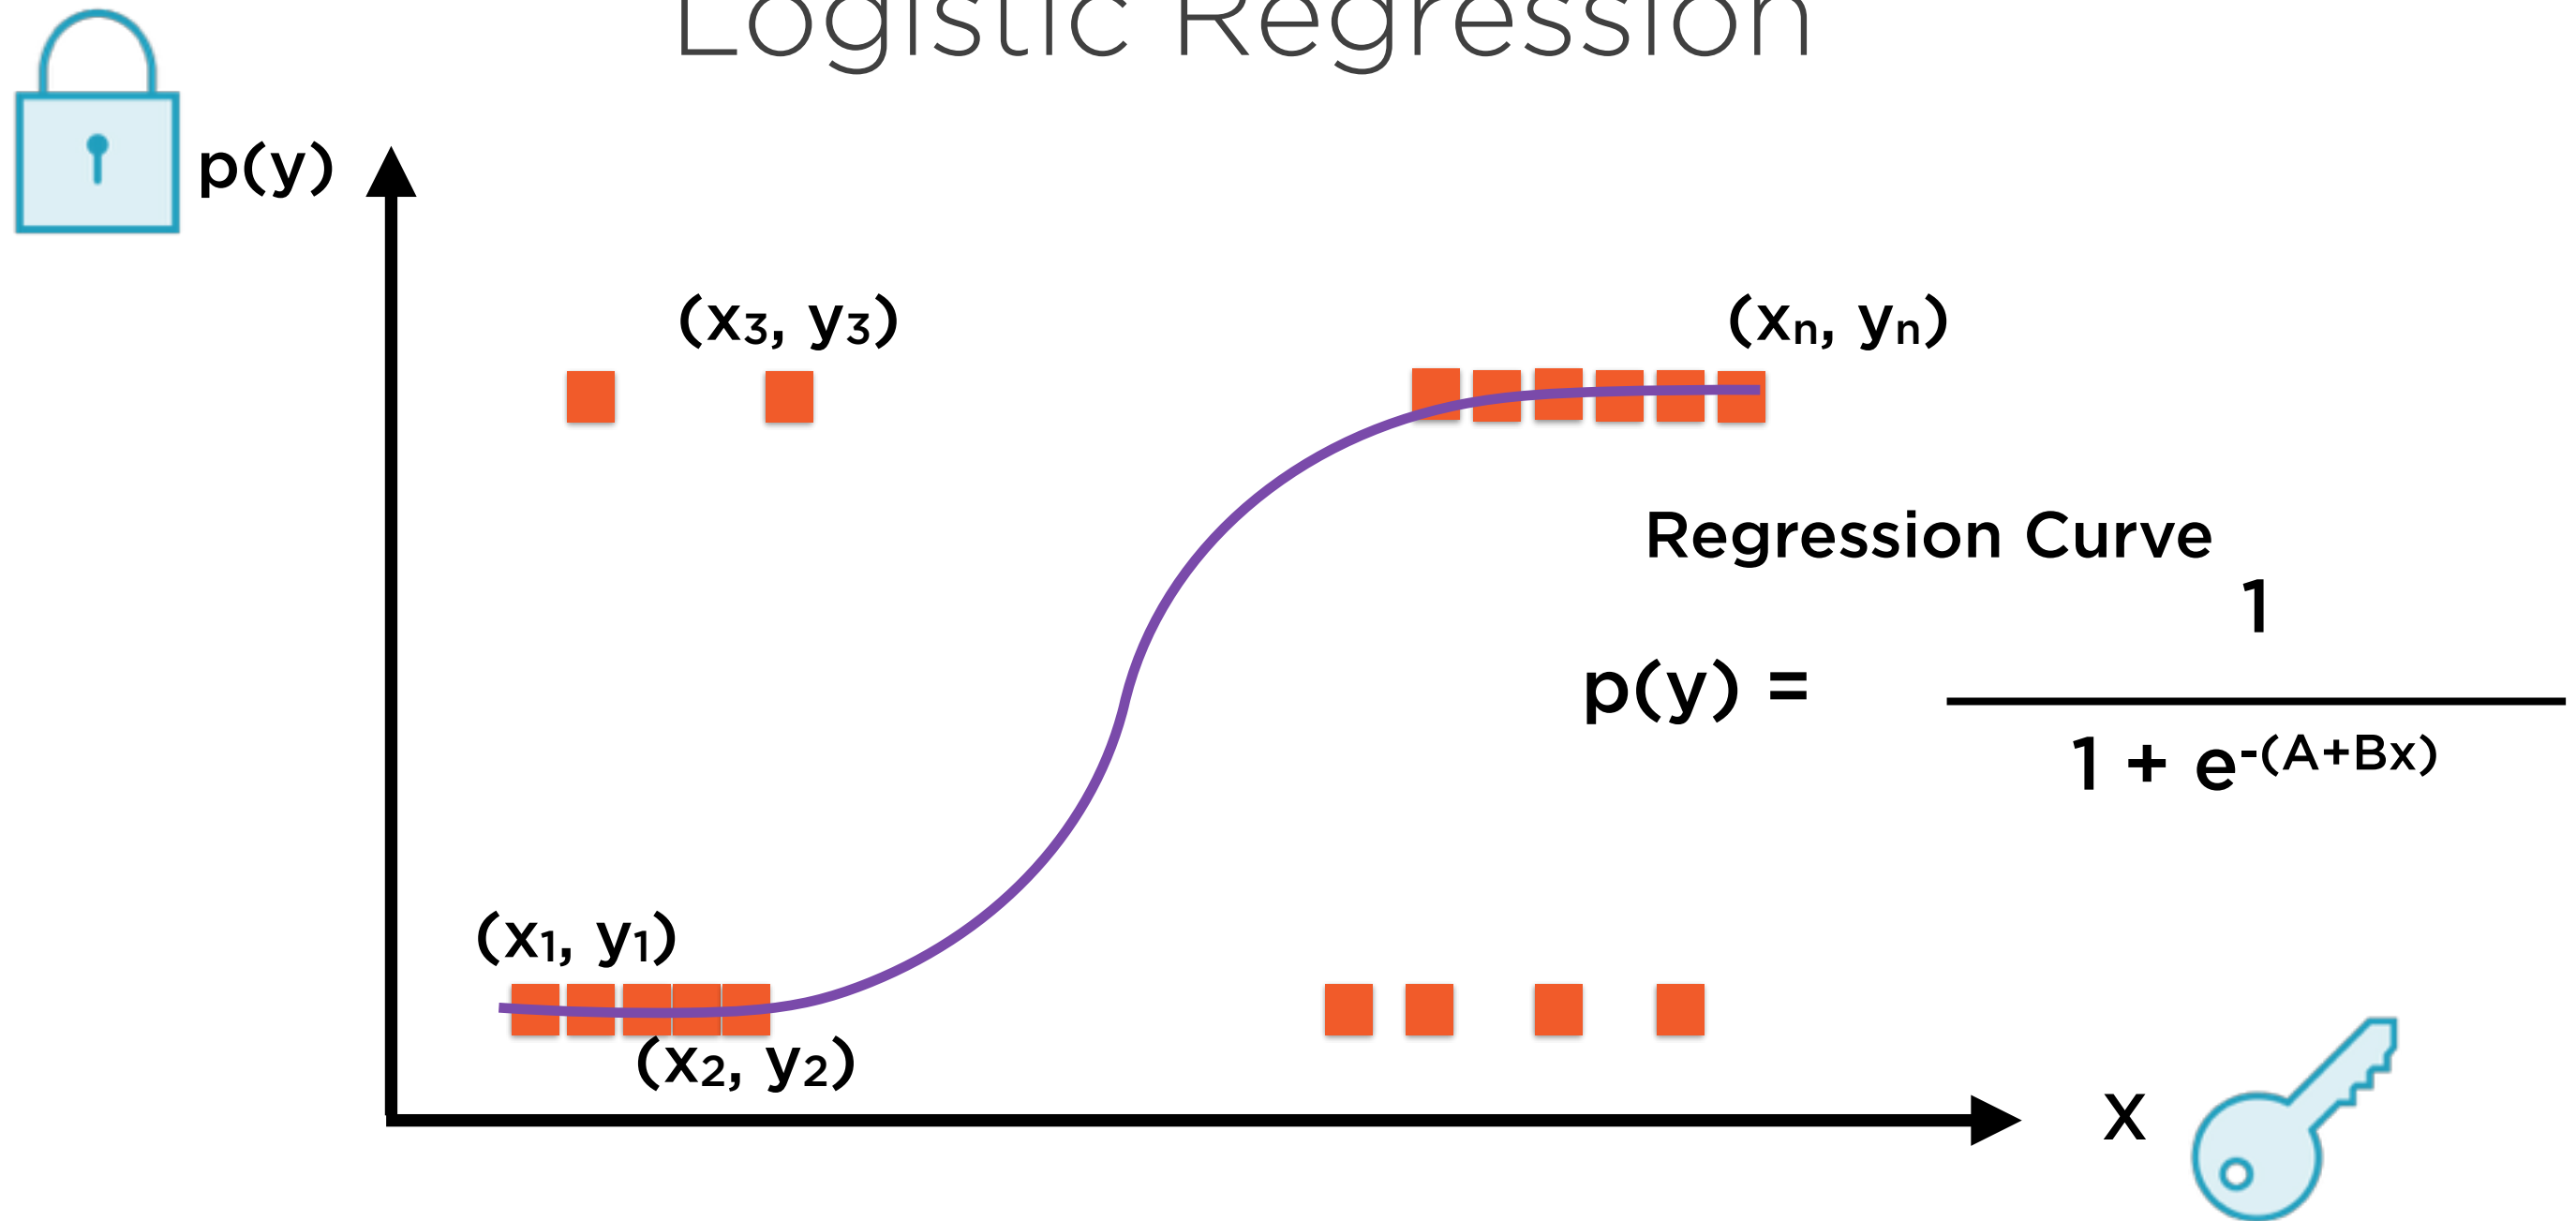 Logistic Regression
p(y)
(x₃, y₃)
(xₙ, yₙ)
Regression Curve
1
p(y) =
1 + e⁻⁽ᴬ⁺ᴮˣ⁾
(x₁, y₁)
(x₂, y₂)
X